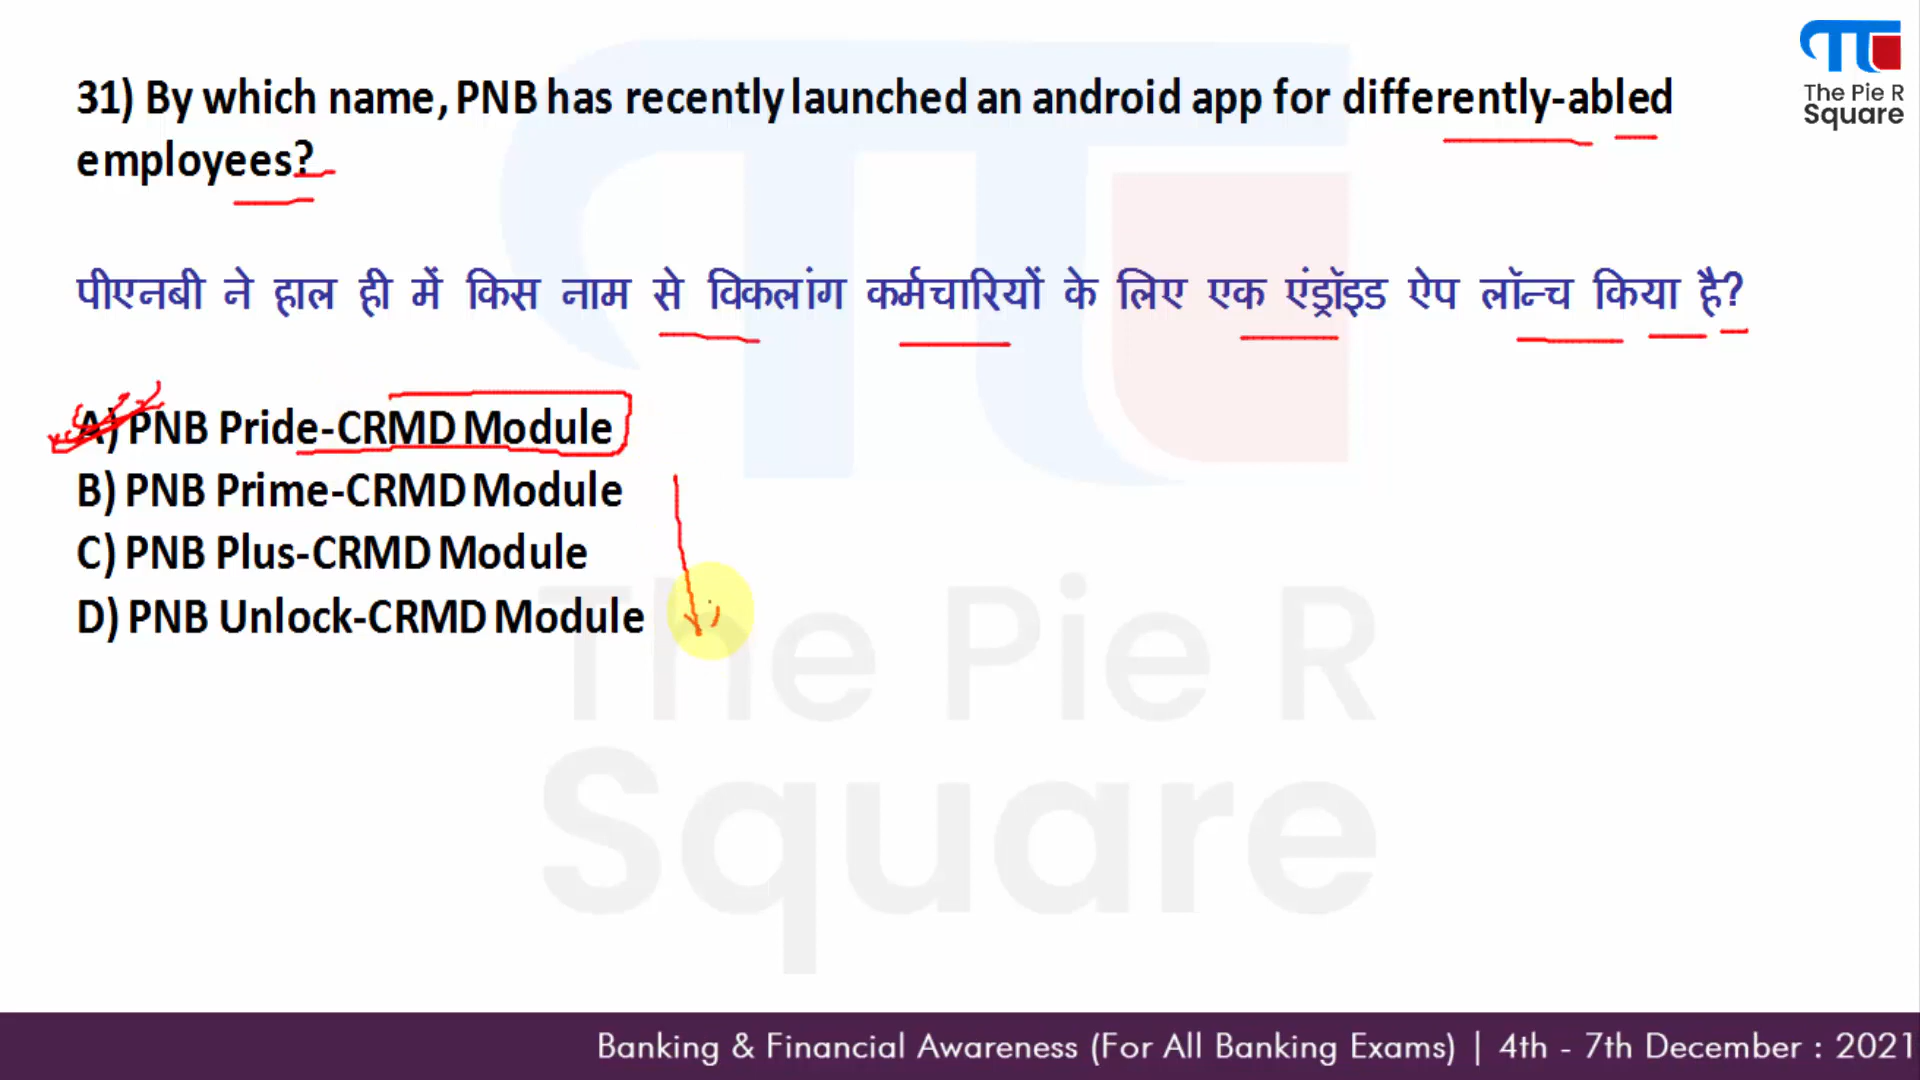 The Pie R
Square
31) By which name, PNB has recently launched an android app for differently-abled
employees?
पीएनबी ने हाल ही में किस नाम से विकलांग कर्मचारियों के लिए एक एंड्रॉइड ऐप लॉन्च किया है?
A) PNB Pride-CRMD Module
B) PNB Prime-CRMD Module
C) PNB Plus-CRMD Module
D) PNB Unlock-CRMD Module
The Pie R
Square
Banking & Financial Awareness (For All Banking Exams) | 4th - 7th December : 2021